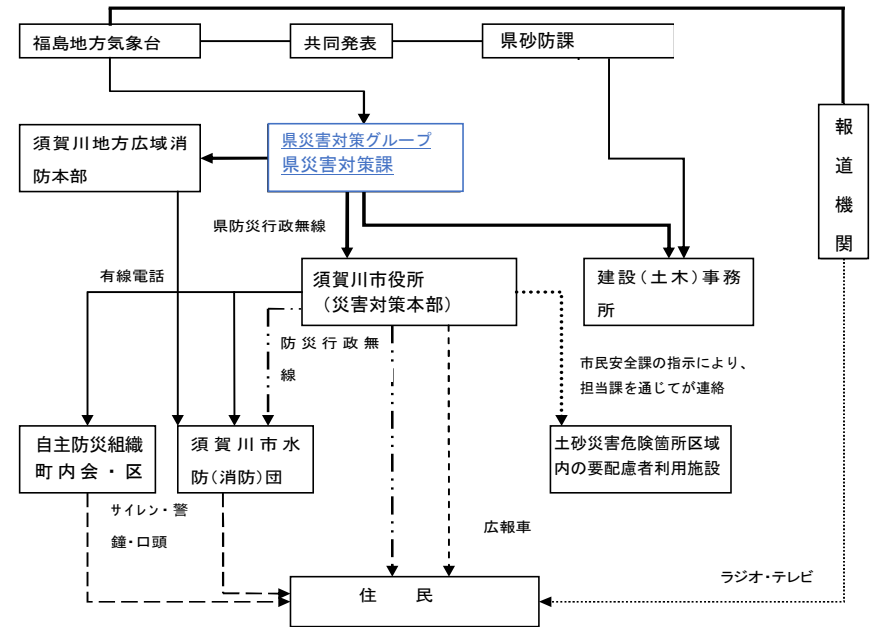 福島地方気象台
共同発表
県砂防課
報
道
機
関
須賀川地方広域消
防本部
県災害対策グループ
県災害対策課
県防災行政無線
有線電話
須賀川市役所
（災害対策本部）
建設（土木）事務
所
防災行政無
線
市民安全課の指示により、
担当課を通じてが連絡
自主防災組織
町内会・区
須賀川市水
防（消防）団
土砂災害危険箇所区域
内の要配慮者利用施設
サイレン・警
鐘・口頭
広報車
ラジオ・テレビ
住　民